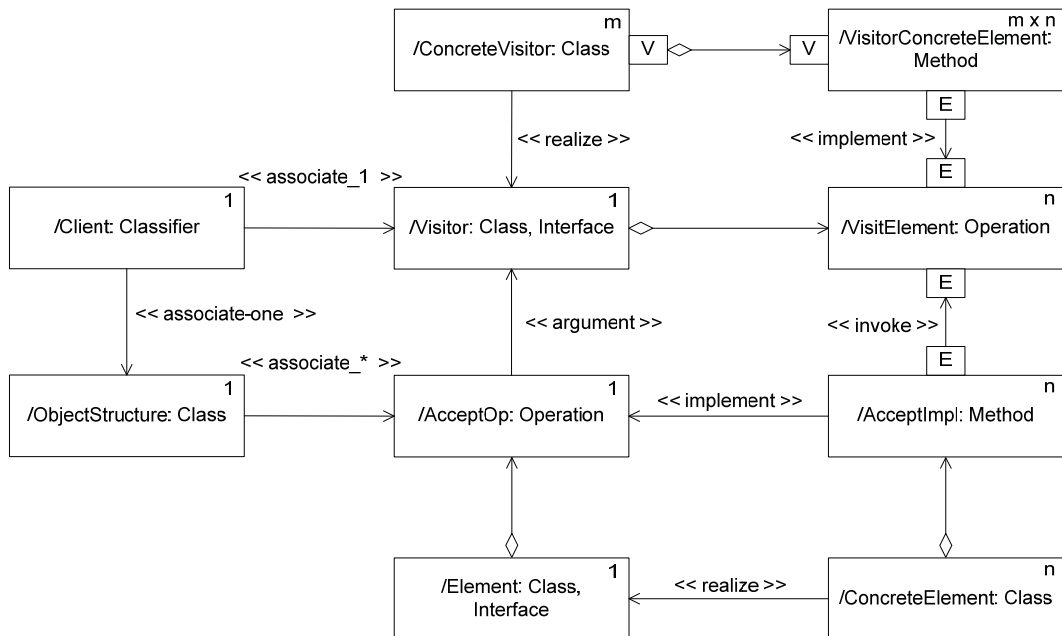 m
m x n
/ConcreteVisitor: Class
V
V
/VisitorConcreteElement:
Method
E
<< realize >>
<< implement >>
<< associate_1 >>
E
1
1
n
/Client: Classifier
/Visitor: Class, Interface
/VisitElement: Operation
E
<< associate-one >>
<< argument >>
<< invoke >>
<< associate_* >>
E
1
1
n
/ObjectStructure: Class
/AcceptOp: Operation
<< implement >>
/AcceptImpl: Method
1
n
/Element: Class,
Interface
<< realize >>
/ConcreteElement: Class